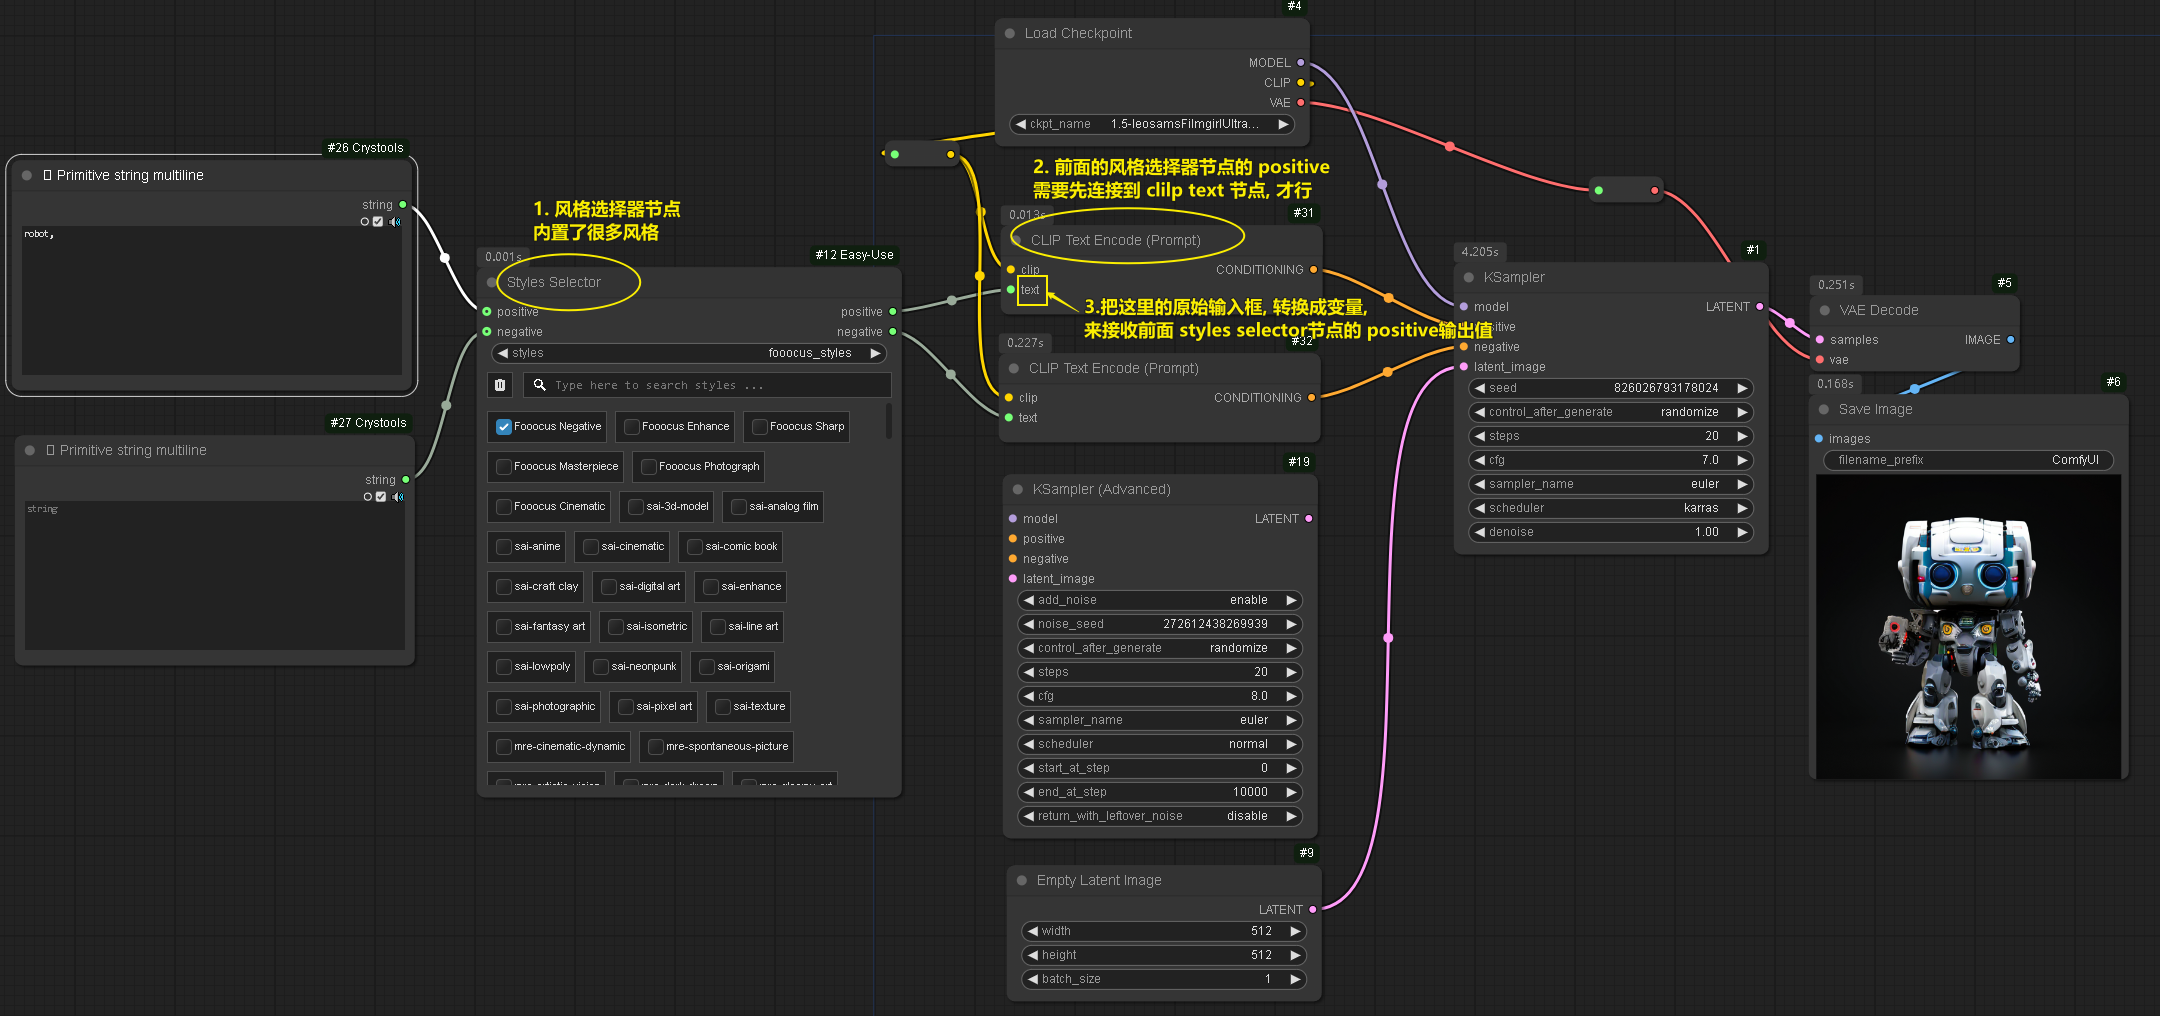 #4
Load Checkpoint
MODEL
CLIP
VAE
ckpt_name 1.5-leosamsFilmgirlUltra...
#26 Crystools
Primitive string multiline
string
robot,
#27 Crystools
Primitive string multiline
string
string
1. 风格选择器节点
内置了很多风格
0.001s
#12 Easy-Use
Styles Selector
positive positive
negative negative
styles fooocus_styles
Type here to search styles ...
Fooocus Negative Fooocus Enhance Fooocus Sharp
Fooocus Masterpiece Fooocus Photograph
Fooocus Cinematic sai-3d-model sai-analog film
sai-anime sai-cinematic sai-comic book
sai-craft clay sai-digital art sai-enhance
sai-fantasy art sai-isometric sai-line art
sai-lowpoly sai-neonpunk sai-origami
sai-photographic sai-pixel art sai-texture
mre-cinematic-dynamic mre-spontaneous-picture
2. 前面的风格选择器节点的 positive
需要先连接到 clilp text 节点, 才行
0.013s
#31
CLIP Text Encode (Prompt)
clip CONDITIONING
text
3.把这里的原始输入框, 转换成变量,
来接收前面 styles selector节点的 positive输出值
0.227s
#32
CLIP Text Encode (Prompt)
clip CONDITIONING
text
#19
KSampler (Advanced)
model LATENT
positive
negative
latent_image
add_noise enable
noise_seed 272612438269939
control_after_generate randomize
steps 20
cfg 8.0
sampler_name euler
scheduler normal
start_at_step 0
end_at_step 10000
return_with_leftover_noise disable
#9
Empty Latent Image
LATENT
width 512
height 512
batch_size 1
4.205s
#1
KSampler
model LATENT
sitive
negative
latent_image
seed 826026793178024
control_after_generate randomize
steps 20
cfg 7.0
sampler_name euler
scheduler karras
denoise 1.00
0.251s
#5
VAE Decode
samples IMAGE
vae
0.168s
#6
Save Image
images
filename_prefix ComfyUI